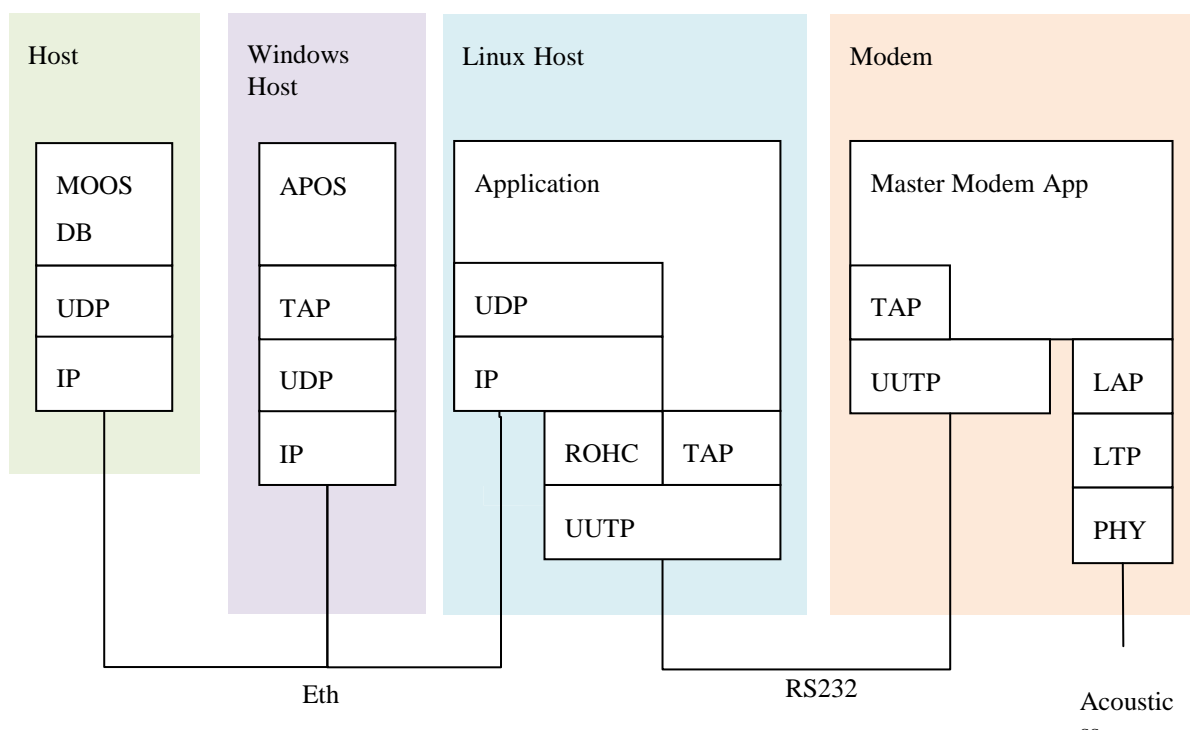 Host
MOOS
DB
UDP
IP
Windows
Host
APOS
TAP
UDP
IP
Linux Host
Application
UDP
IP
ROHC
TAP
UUTP
Modem
Master Modem App
TAP
UUTP
LAP
LTP
PHY
Eth
RS232
Acoustic